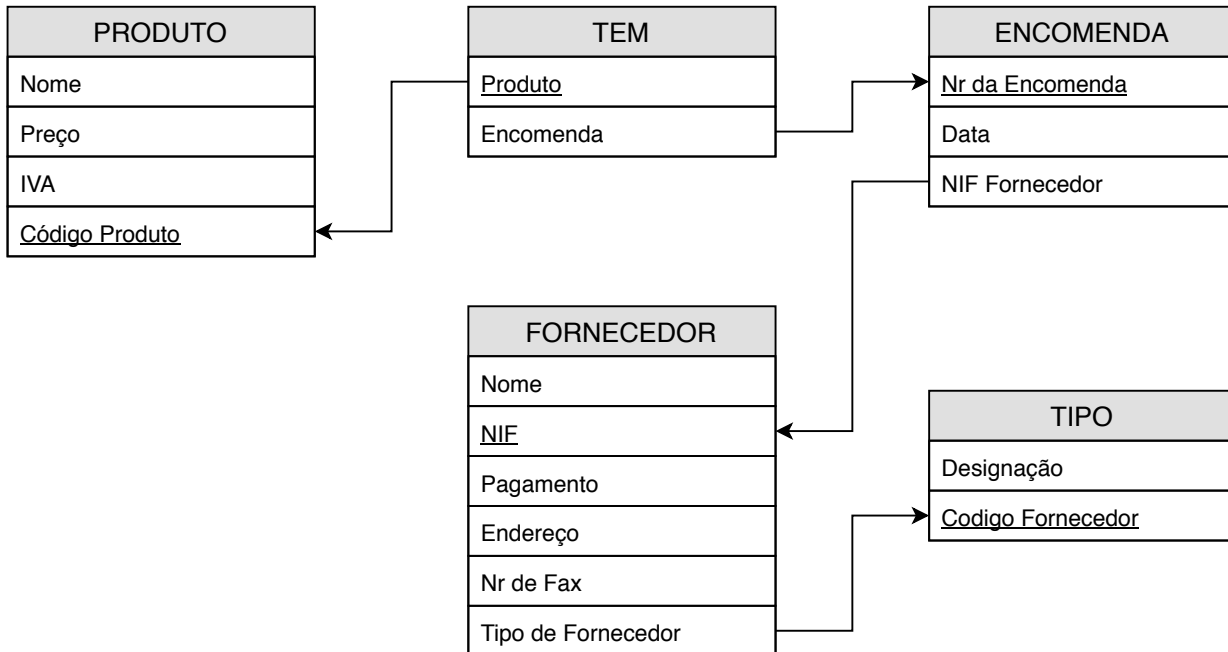 PRODUTO
Nome
Preço
IVA
Código Produto
TEM
Produto
Encomenda
ENCOMENDA
Nr da Encomenda
Data
NIF Fornecedor
FORNECEDOR
Nome
NIF
Pagamento
Endereço
Nr de Fax
Tipo de Fornecedor
TIPO
Designação
Codigo Fornecedor